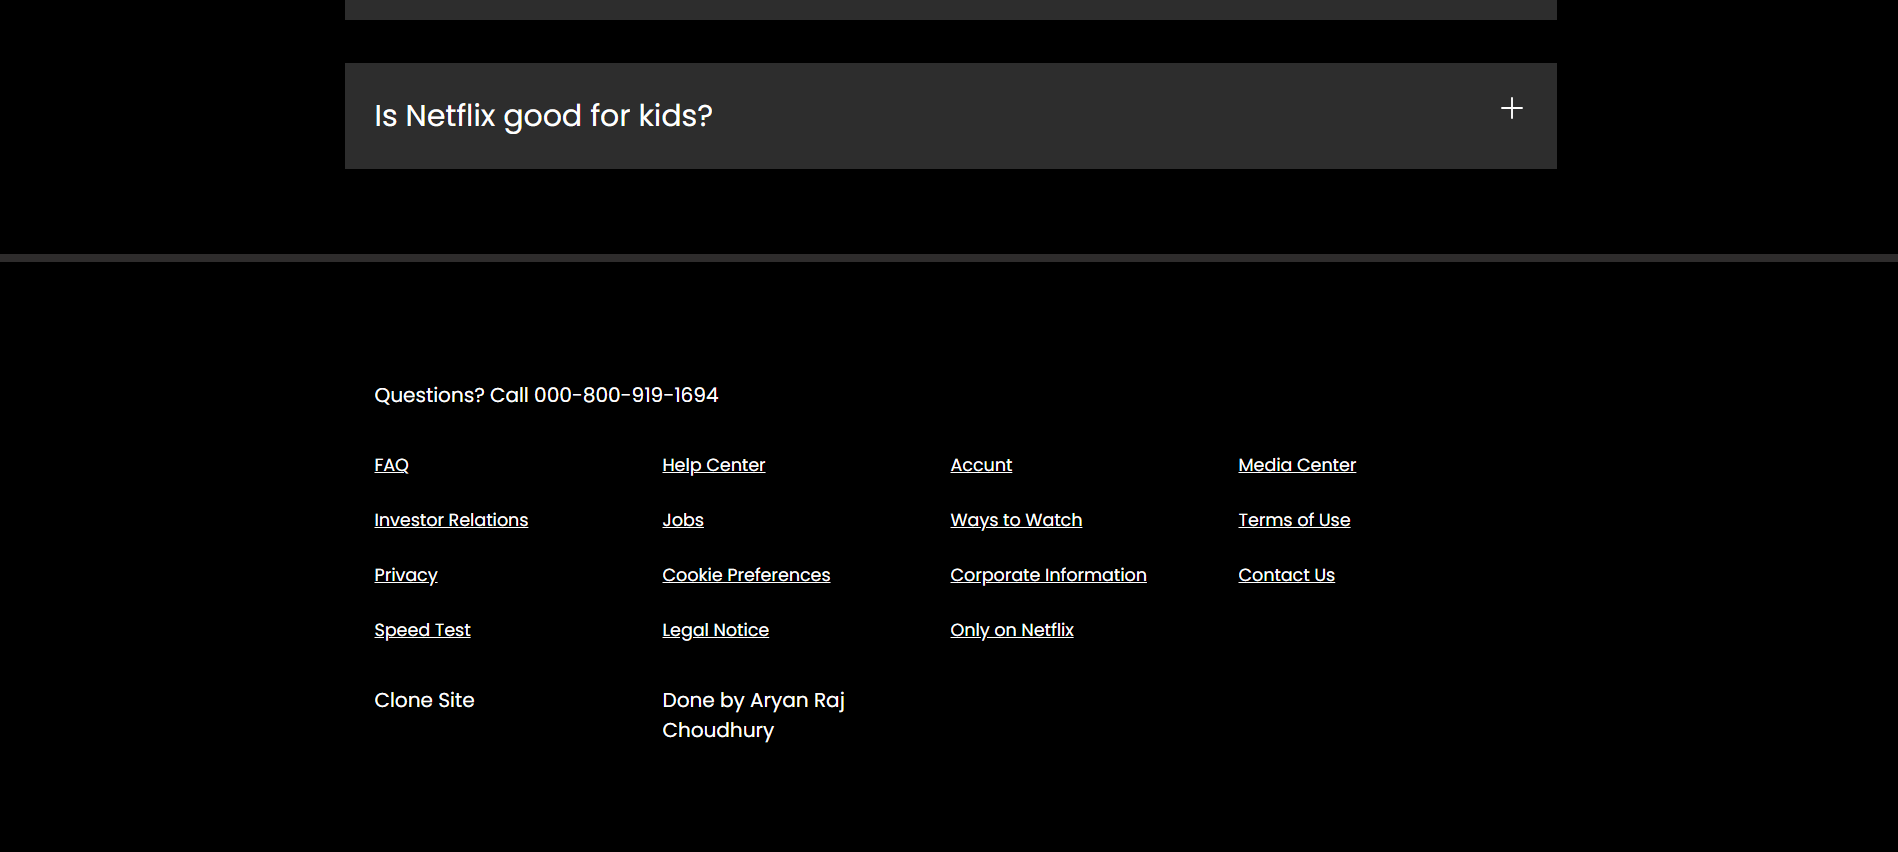 Is Netflix good for kids?
Questions? Call 000-800-919-1694
FAQ Help Center Accunt Media Center
Investor Relations Jobs Ways to Watch Terms of Use
Privacy Cookie Preferences Corporate Information Contact Us
Speed Test Legal Notice Only on Netflix
Clone Site Done by Aryan Raj
Choudhury